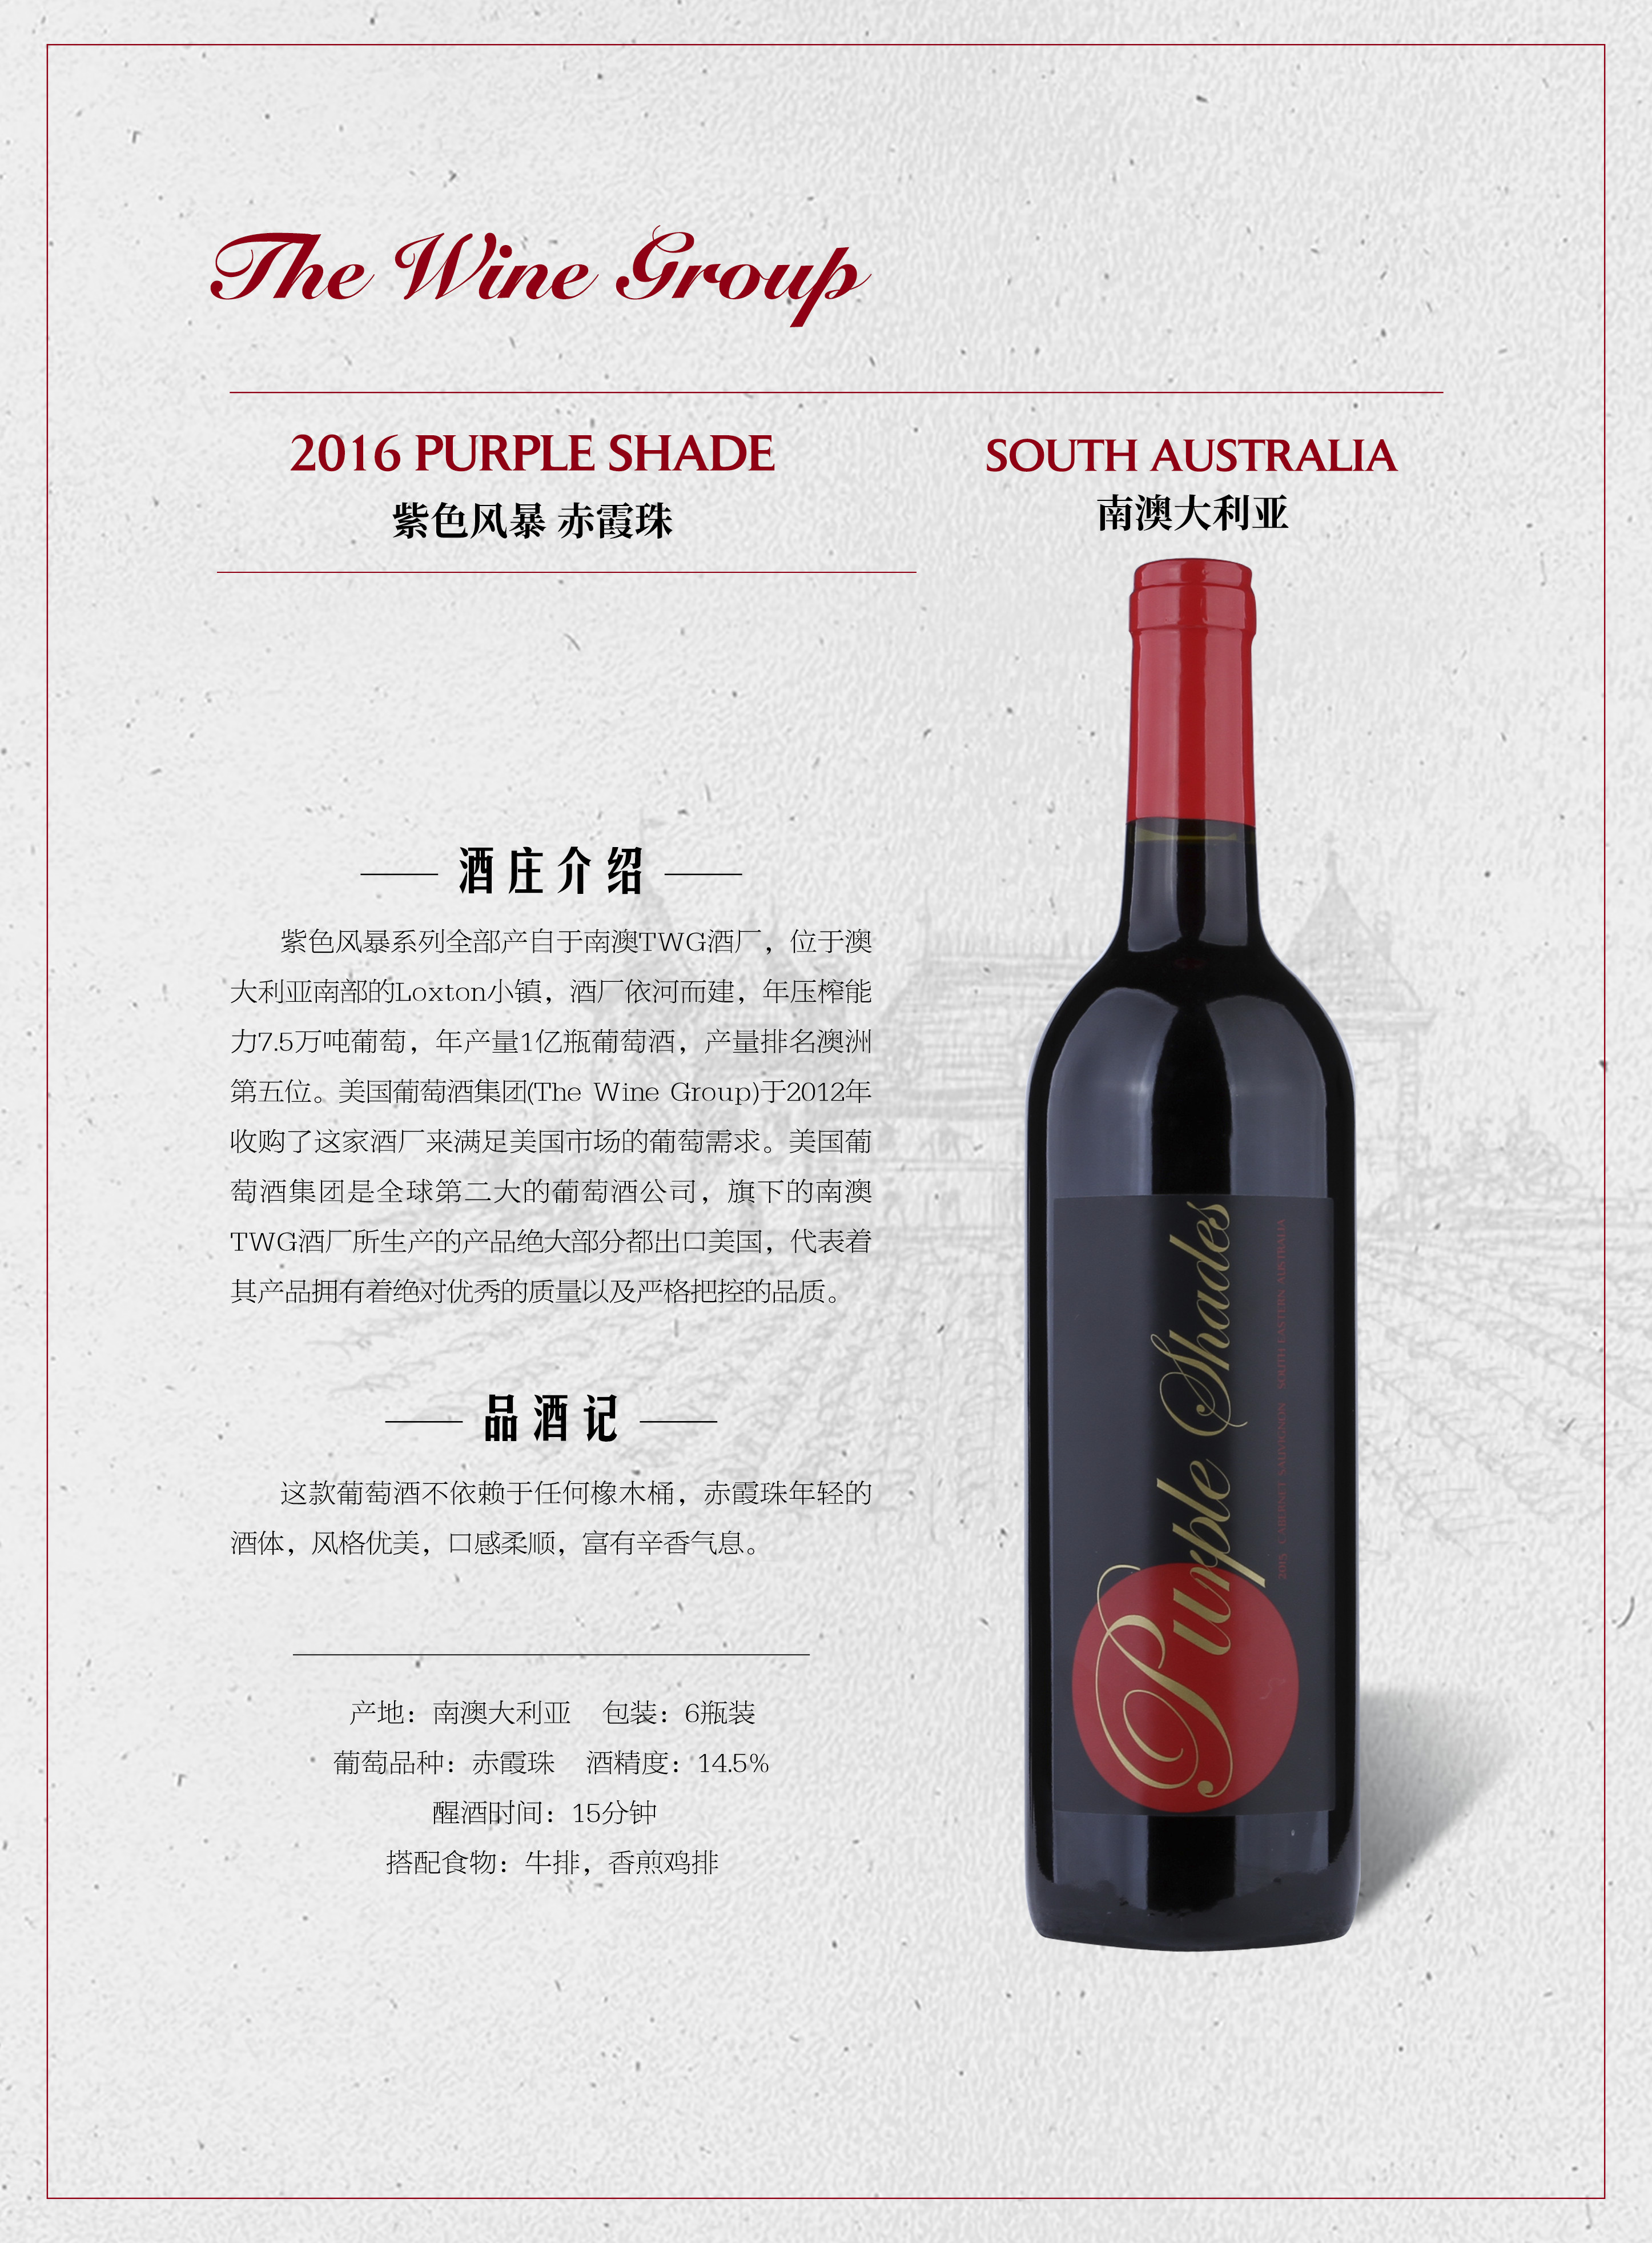 The Wine Group
2016 PURPLE SHADE
紫色风暴 赤霞珠
SOUTH AUSTRALIA
南澳大利亚
酒庄介绍
紫色风暴系列全部产自于南澳TWG酒厂，位于澳
大利亚南部的Loxton小镇，酒厂依河而建，年压榨能
力7.5万吨葡萄，年产量1亿瓶葡萄酒，产量排名澳洲
第五位。美国葡萄酒集团(The Wine Group)于2012年
收购了这家酒厂来满足美国市场的葡萄需求。美国葡
萄酒集团是全球第二大的葡萄酒公司，旗下的南澳
TWG酒厂所生产的产品绝大部分都出口美国，代表着
其产品拥有着绝对优秀的质量以及严格把控的品质。
品酒记
这款葡萄酒不依赖于任何橡木桶，赤霞珠年轻的
酒体，风格优美，口感柔顺，富有辛香气息。
产地：南澳大利亚 包装：6瓶装
葡萄品种：赤霞珠 酒精度：14.5%
醒酒时间：15分钟
搭配食物：牛排，香煎鸡排
Purple Shades
2015 CABERNET SAUVIGNON SOUTH EASTERN AUSTRALIA